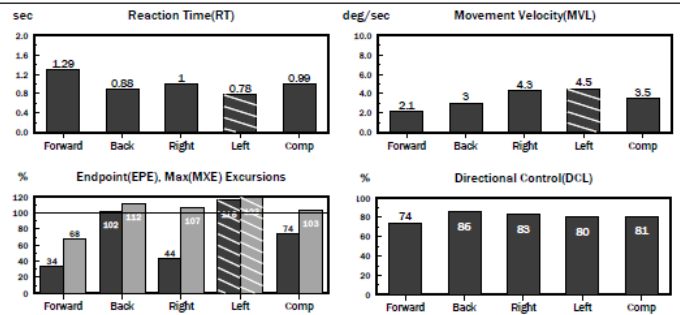 sec Reaction Time(RT)
2.0
1.6
1.2
0.8
0.4
0.0
1.29 0.88 1 0.78 0.99
Forward Back Right Left Comp
deg/sec Movement Velocity(MVL)
10.0
8.0
6.0
4.0
2.0
0.0
2.1 3 4.3 4.5 3.5
Forward Back Right Left Comp
% Endpoint(EPE), Max(MXE) Excursions
120
100
80
60
40
20
0
34 68 102 44 107 116 74 103
Forward Back Right Left Comp
% Directional Control(DCL)
100
80
60
40
20
0
74 86 83 80 81
Forward Back Right Left Comp